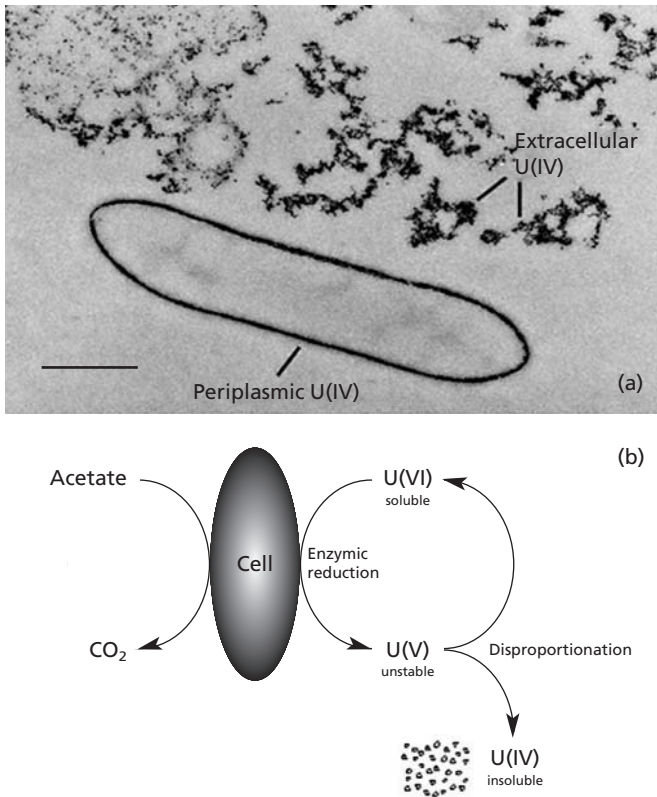 Extracellular
U(IV)
Periplasmic U(IV)
(a)
(b)
Acetate
U(VI)
soluble
Cell
Enzymic
reduction
CO₂
U(V)
unstable
Disproportionation
U(IV)
insoluble